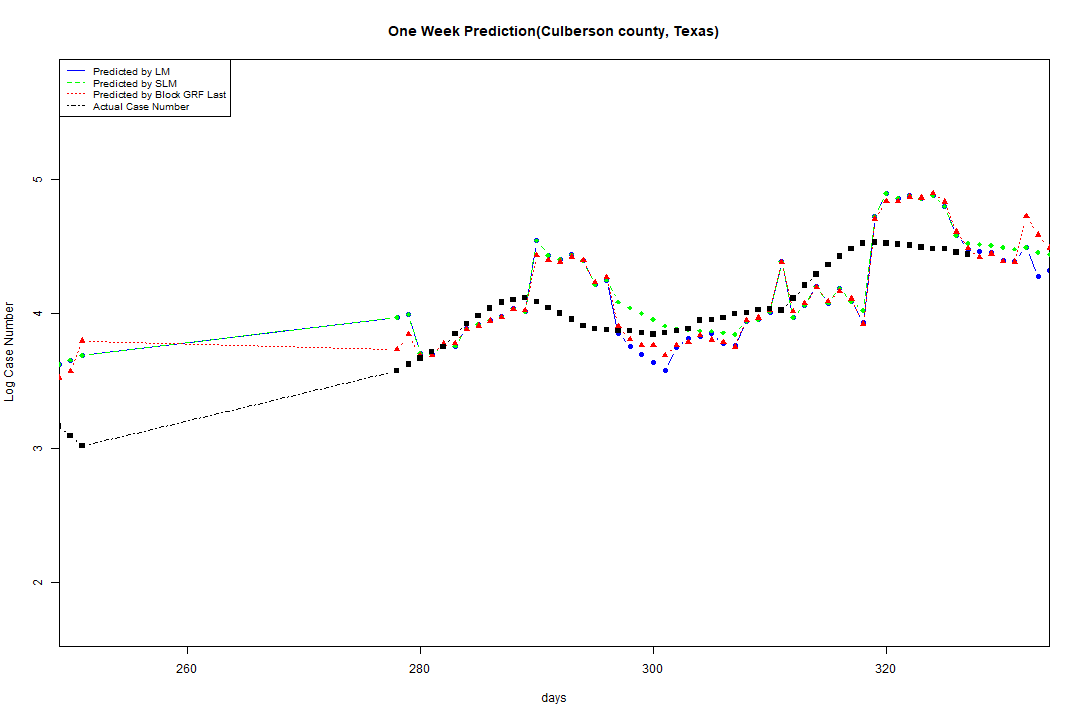 One Week Prediction(Culberson county, Texas)
Predicted by LM
Predicted by SLM
Predicted by Block GRF Last
Actual Case Number
5
4
3
2
Log Case Number
260 280 300 320
days